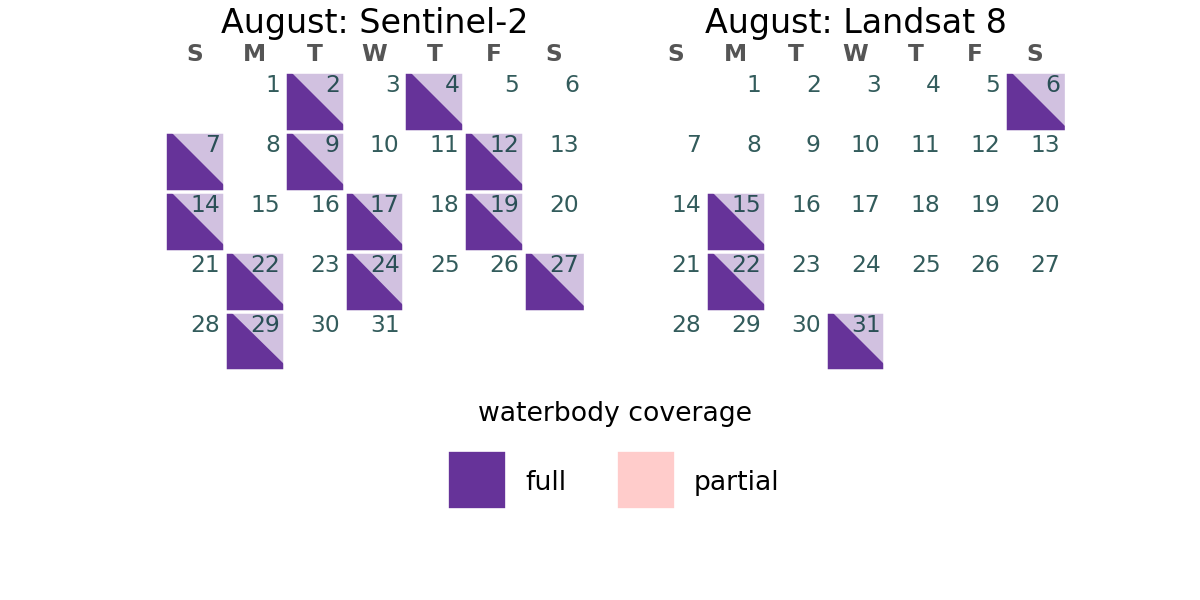 August: Sentinel-2
S M T W T F S
1 2 3 4 5 6
7 8 9 10 11 12 13
14 15 16 17 18 19 20
21 22 23 24 25 26 27
28 29 30 31
August: Landsat 8
S M T W T F S
1 2 3 4 5 6
7 8 9 10 11 12 13
14 15 16 17 18 19 20
21 22 23 24 25 26 27
28 29 30 31
waterbody coverage
full partial